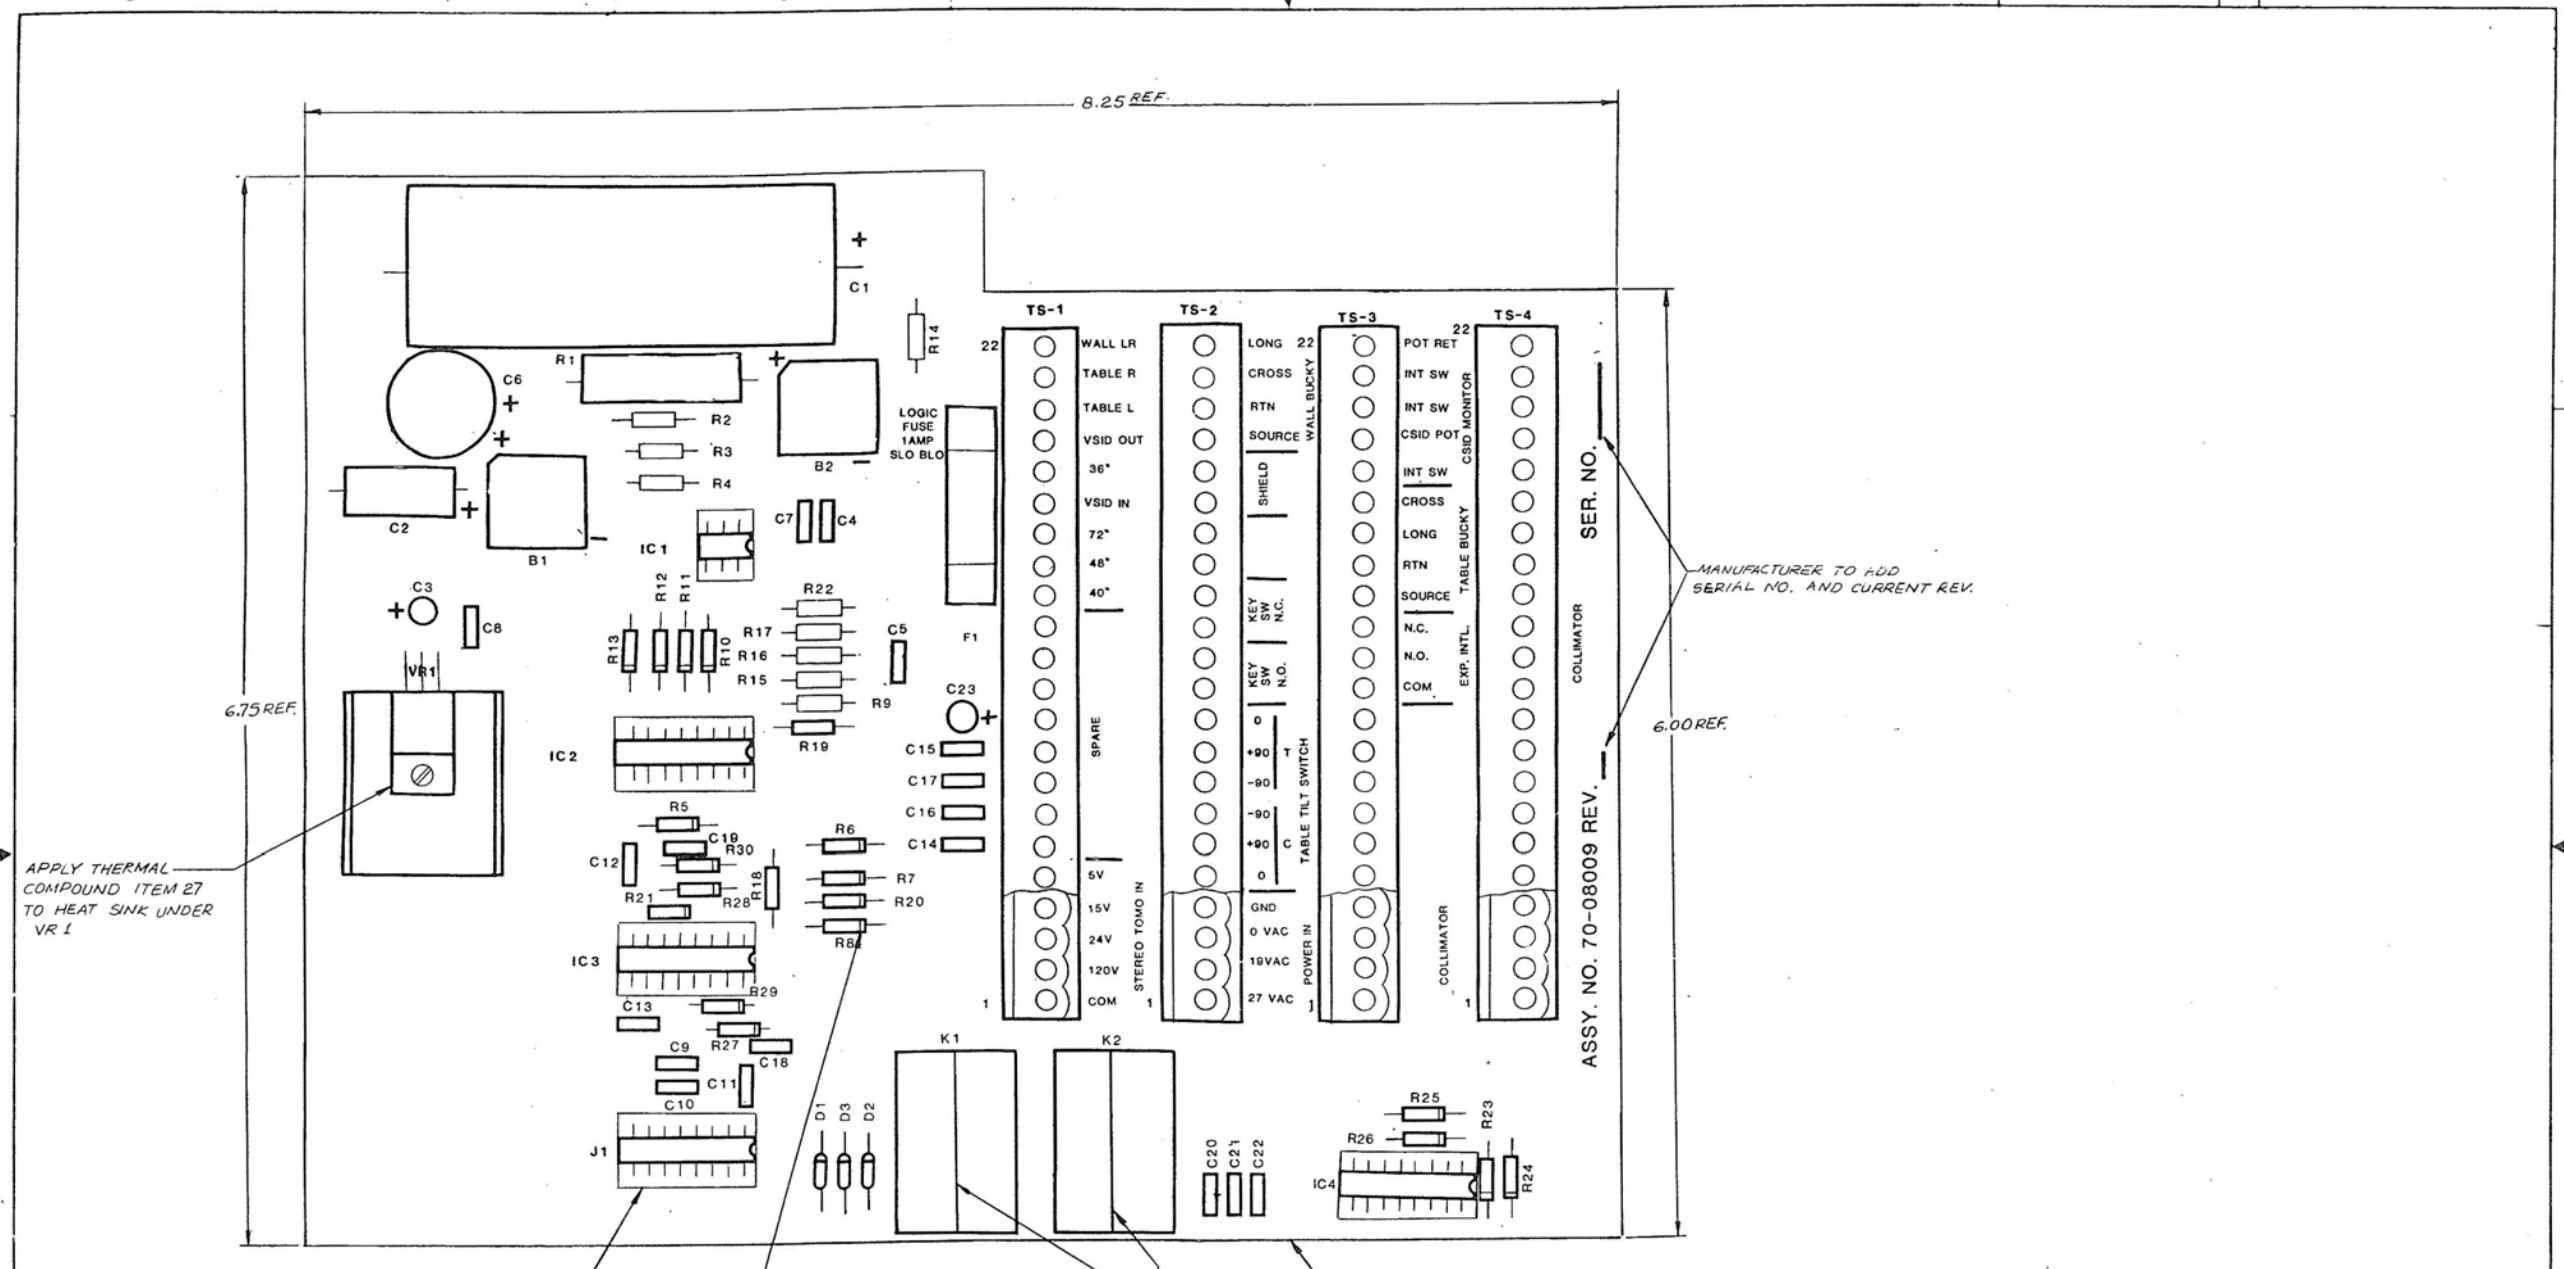 8.25 REF.
+
C1
R14
TS-1
TS-2
TS-3
TS-4
22
22
22
WALL LR
TABLE R
TABLE L
VSID OUT
36"
VSID IN
72"
48"
40"
SPARE
5V
15V
24V
120V
COM
1
STEREO TOMO IN
LONG
CROSS
RTN
SOURCE
WALL BUCKY
SHIELD
KEY
SW
N.C.
KEY
SW
N.O.
0
+90
-90
T
-90
+90
0
C
TABLE TILT SWITCH
GND
0 VAC
19VAC
27 VAC
POWER IN
1
1
POT RET
INT SW
INT SW
CSID POT
INT SW
CSID MONITOR
CROSS
LONG
RTN
SOURCE
TABLE BUCKY
N.C.
N.O.
COM
EXP. INTL.
COLLIMATOR
1
COLLIMATOR
SER. NO.
ASSY. NO. 70-08009 REV.
MANUFACTURER TO ADD
SERIAL NO. AND CURRENT REV.
6.00 REF.
6.75 REF.
R1
+
C6
+
+
R2
R3
R4
B2
-
LOGIC
FUSE
1AMP
SLO BLO
C2
+
B1
-
C7
C4
IC1
C3
+
C8
R12
R11
R13
R10
R22
R17
R16
R15
R9
R19
C5
F1
VR1
C23
+
C15
C17
C16
C14
IC2
R5
C19
R30
C12
R21
R28
R18
R6
R7
R20
R8
APPLY THERMAL
COMPOUND ITEM 27
TO HEAT SINK UNDER
VR1
IC3
R29
C13
R27
C18
C9
C11
C10
J1
D1
D3
D2
K1
K2
C20
C21
C22
R25
R26
R23
IC4
R24